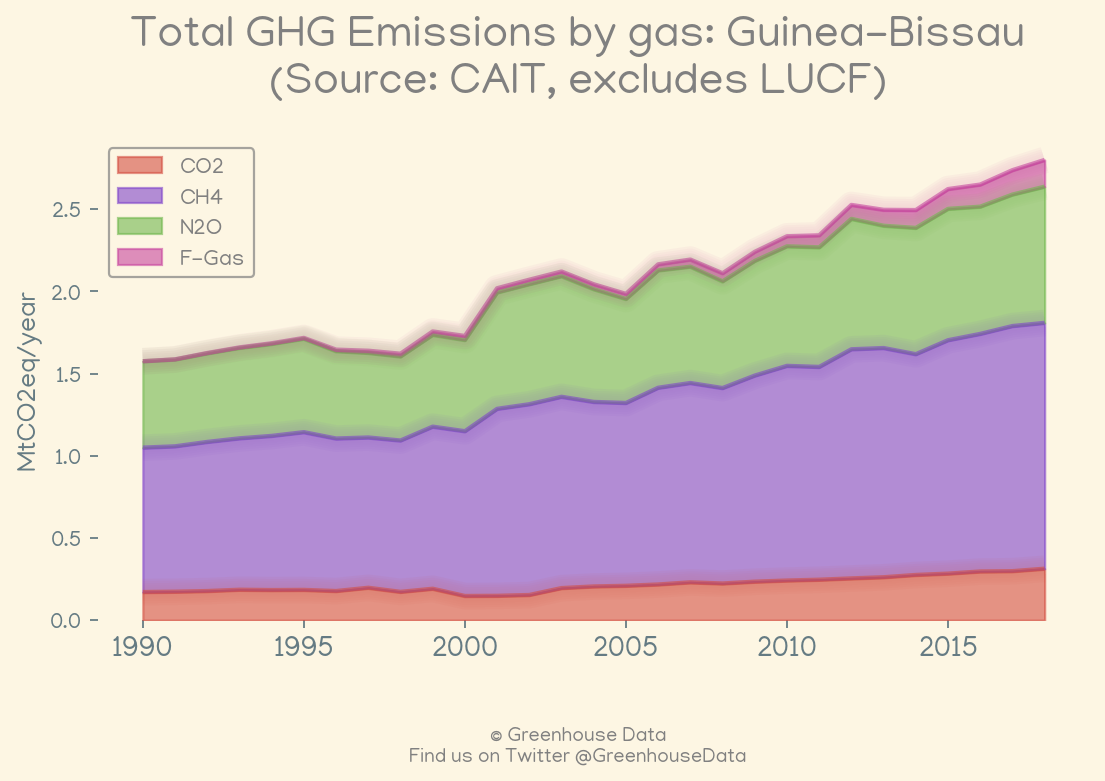 Total GHG Emissions by gas: Guinea-Bissau
(Source: CAIT, excludes LUCF)
CO2
CH4
N2O
F-Gas
MtCO2eq/year
2.5
2.0
1.5
1.0
0.5
0.0
1990 1995 2000 2005 2010 2015
© Greenhouse Data
Find us on Twitter @GreenhouseData